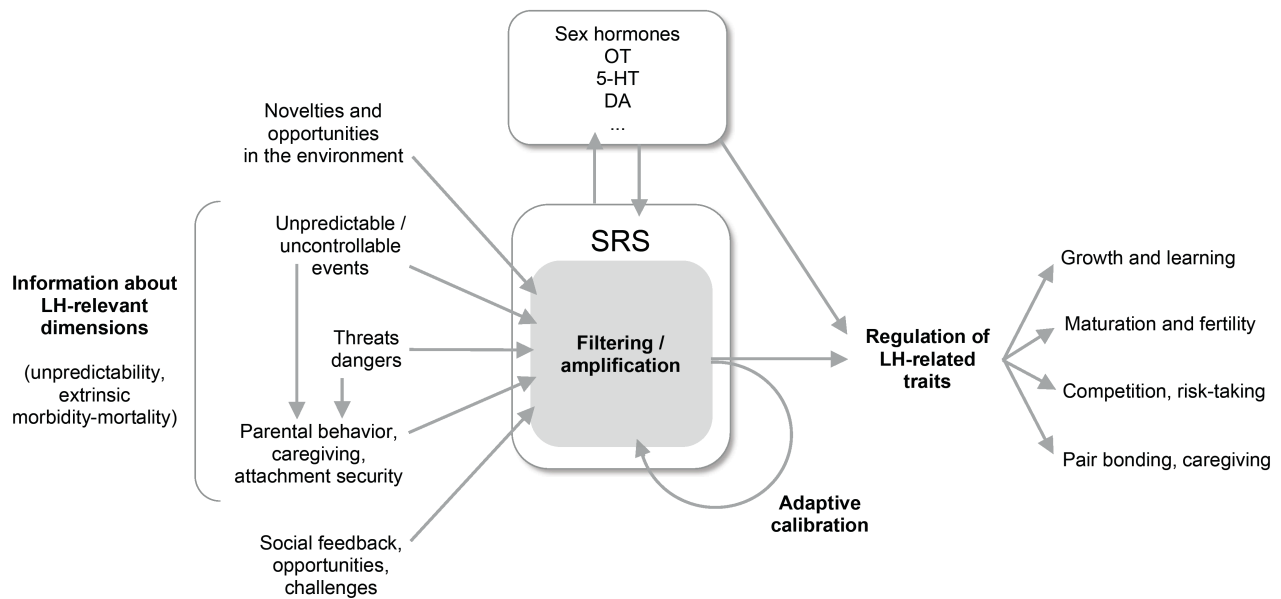 Sex hormones
OT
5-HT
DA
...
Novelties and
opportunities
in the environment
Unpredictable /
uncontrollable
events
Information about
LH-relevant
dimensions
(unpredictability,
extrinsic
morbidity-mortality)
Threats
dangers
Parental behavior,
caregiving,
attachment security
Social feedback,
opportunities,
challenges
SRS
Filtering /
amplification
Adaptive
calibration
Regulation of
LH-related
traits
Growth and learning
Maturation and fertility
Competition, risk-taking
Pair bonding, caregiving